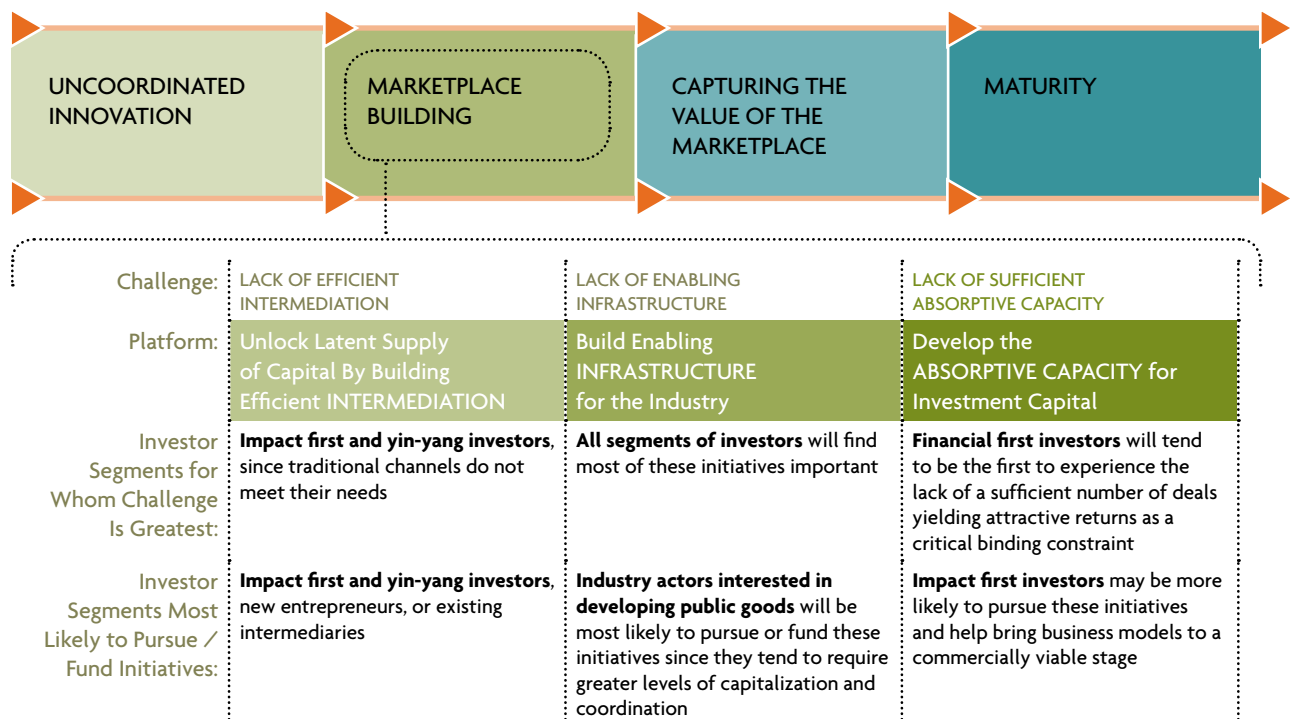 UNCOORDINATED
INNOVATION
MARKETPLACE
BUILDING
CAPTURING THE
VALUE OF THE
MARKETPLACE
MATURITY
Challenge:
LACK OF EFFICIENT
INTERMEDIATION
LACK OF ENABLING
INFRASTRUCTURE
LACK OF SUFFICIENT
ABSORPTIVE CAPACITY
Platform:
Unlock Latent Supply
of Capital By Building
Efficient INTERMEDIATION
Build Enabling
INFRASTRUCTURE
for the Industry
Develop the
ABSORPTIVE CAPACITY for
Investment Capital
Investor
Segments for
Whom Challenge
Is Greatest:
Impact first and yin-yang investors,
since traditional channels do not
meet their needs
All segments of investors will find
most of these initiatives important
Financial first investors will tend
to be the first to experience the
lack of a sufficient number of deals
yielding attractive returns as a
critical binding constraint
Investor
Segments Most
Likely to Pursue /
Fund Initiatives:
Impact first and yin-yang investors,
new entrepreneurs, or existing
intermediaries
Industry actors interested in
developing public goods will be
most likely to pursue or fund these
initiatives since they tend to require
greater levels of capitalization and
coordination
Impact first investors may be more
likely to pursue these initiatives
and help bring business models to a
commercially viable stage